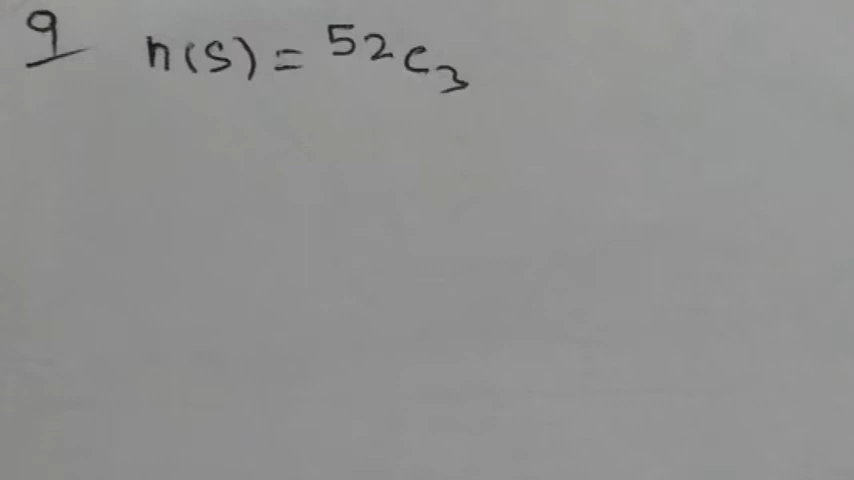 9 n(S) = ⁵²C₃